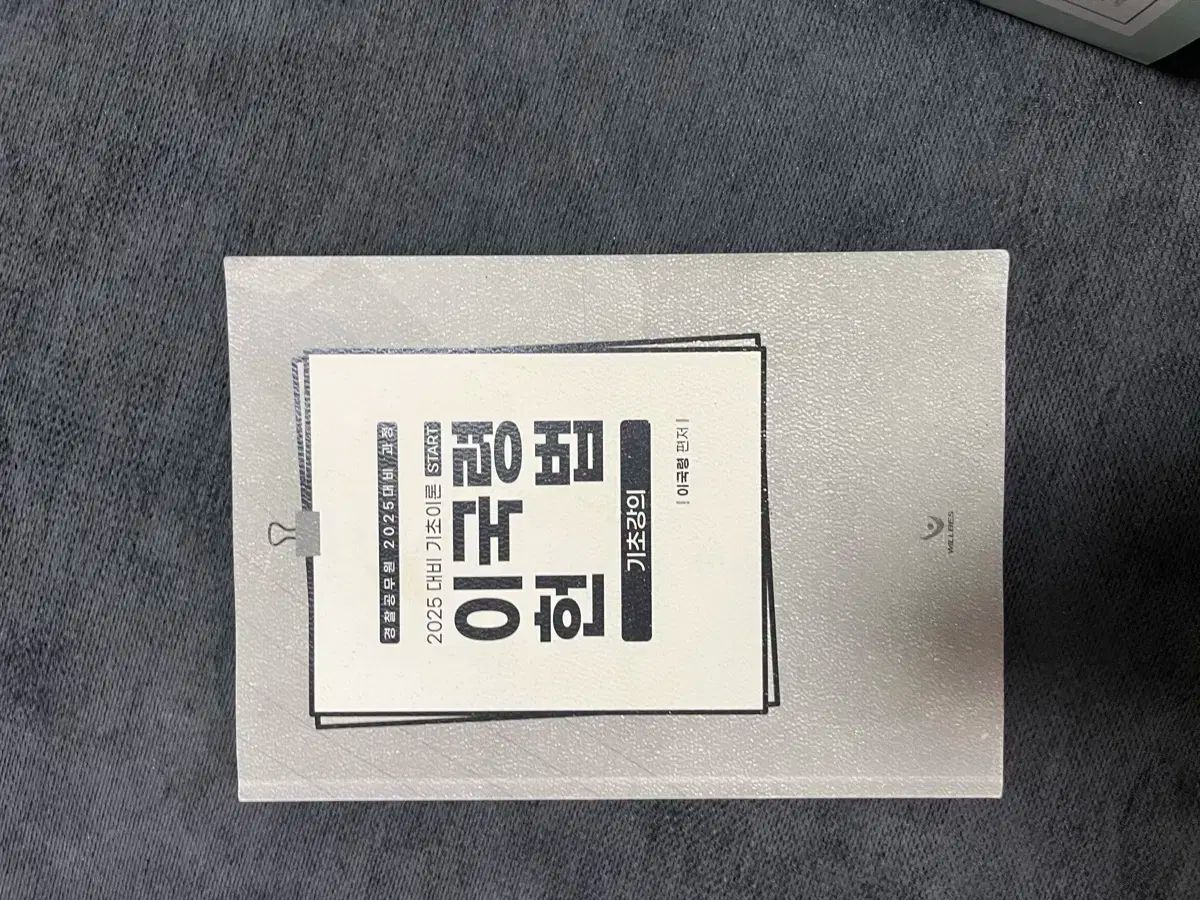 경찰공무원 2025대비 과정
2025 대비 기초이론 START
이국령
헌법
기초강의
| 이국령 편저 |
WILLBES